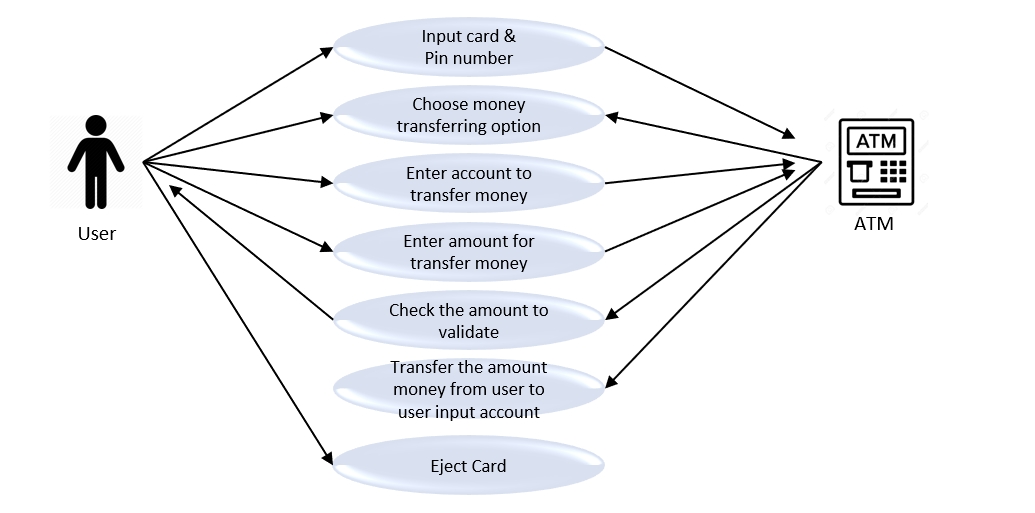 Input card &
Pin number
Choose money
transferring option
Enter account to
transfer money
Enter amount for
transfer money
Check the amount to
validate
Transfer the amount
money from user to
user input account
Eject Card
User
ATM
ATM